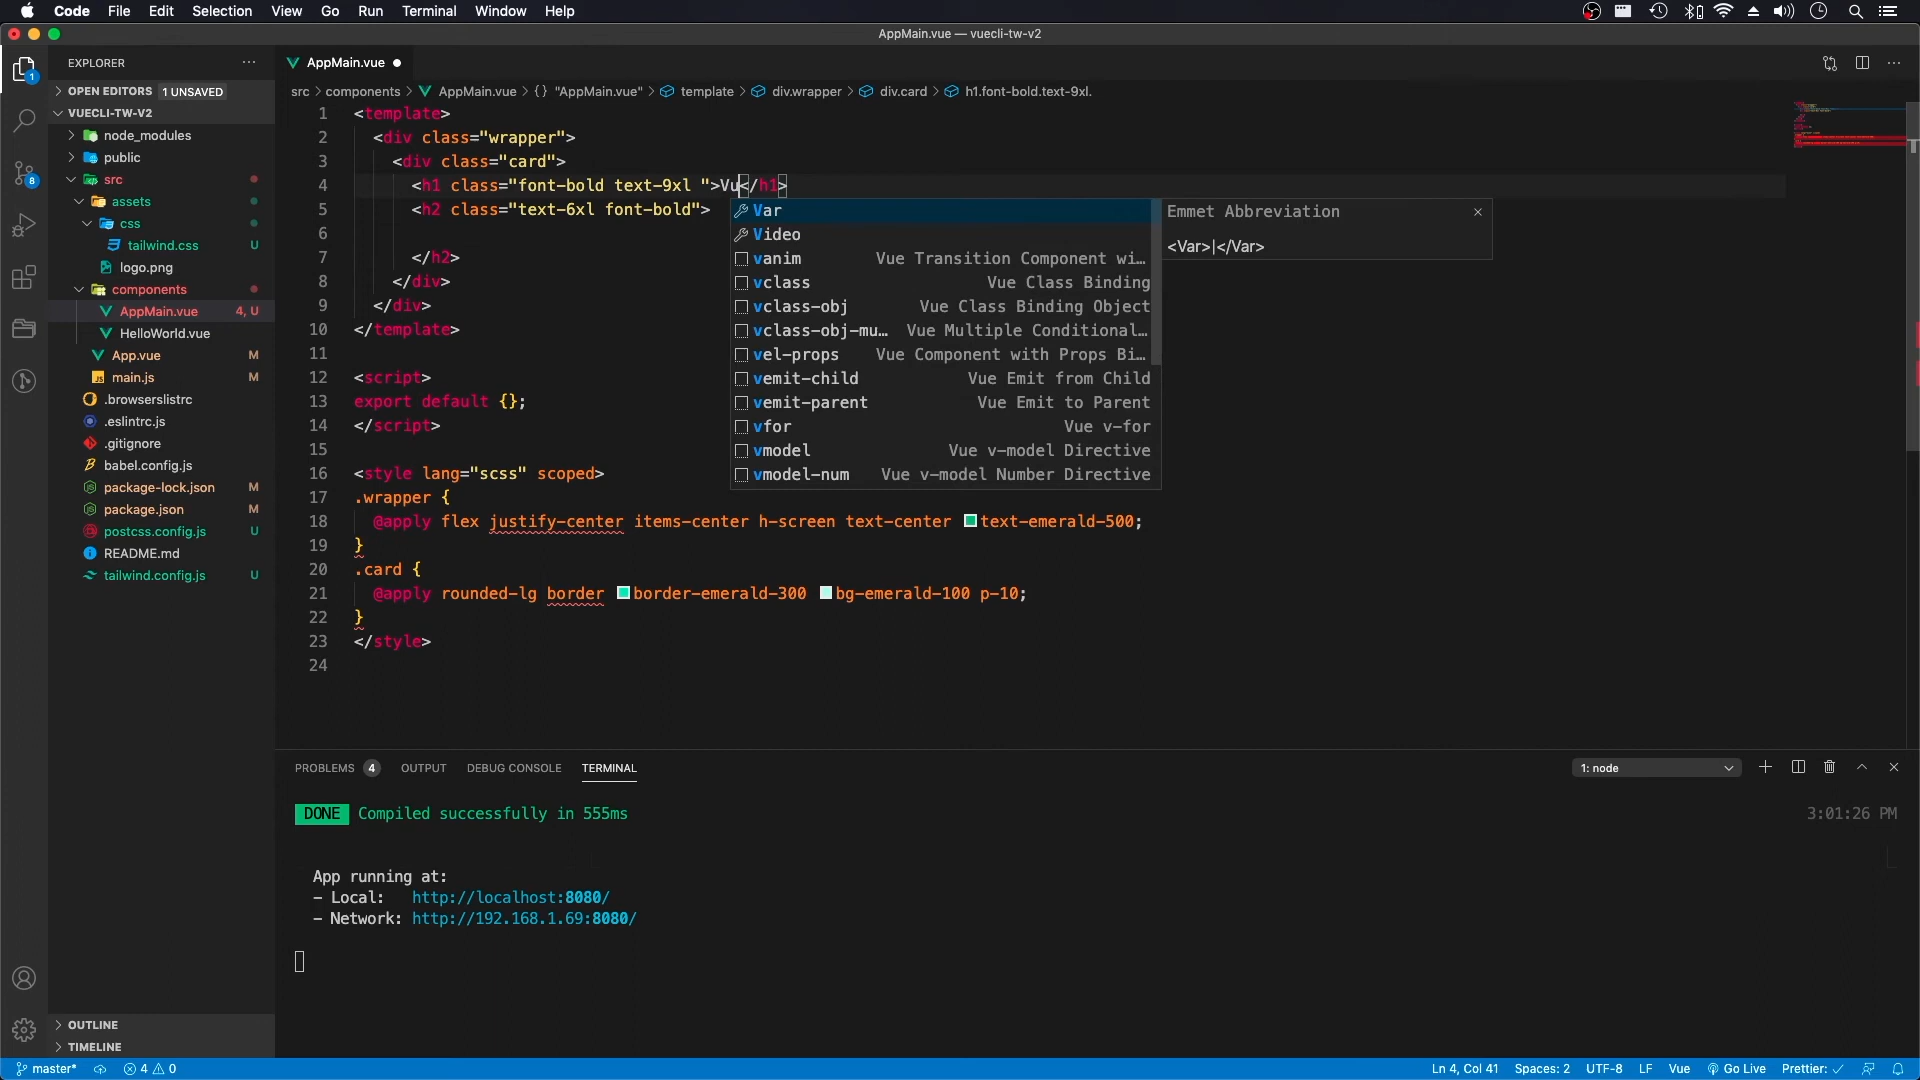 Code File Edit Selection View Go Run Terminal Window Help
AppMain.vue — vuecli-tw-v2
EXPLORER
AppMain.vue
OPEN EDITORS 1 UNSAVED
src > components > AppMain.vue > {} "AppMain.vue" > template > div.wrapper > div.card > h1.font-bold.text-9xl.
VUECLI-TW-V2
node_modules
public
src
assets
css
tailwind.css U
logo.png
components
AppMain.vue 4, U
HelloWorld.vue
App.vue M
main.js M
.browserslistrc
.eslintrc.js
.gitignore
babel.config.js
package-lock.json M
package.json M
postcss.config.js U
README.md
tailwind.config.js U
OUTLINE
TIMELINE
1
8
1 <template>
2 <div class="wrapper">
3 <div class="card">
4 <h1 class="font-bold text-9xl ">Vu</h1>
5 <h2 class="text-6xl font-bold">
6
7 </h2>
8 </div>
9 </div>
10 </template>
11
12 <script>
13 export default {};
14 </script>
15
16 <style lang="scss" scoped>
17 .wrapper {
18 @apply flex justify-center items-center h-screen text-center text-emerald-500;
19 }
20 .card {
21 @apply rounded-lg border border-emerald-300 bg-emerald-100 p-10;
22 }
23 </style>
24
Var
Video
vanim Vue Transition Component wi…
vclass Vue Class Binding
vclass-obj Vue Class Binding Object
vclass-obj-mu… Vue Multiple Conditional…
vel-props Vue Component with Props Bi…
vemit-child Vue Emit from Child
vemit-parent Vue Emit to Parent
vfor Vue v-for
vmodel Vue v-model Directive
vmodel-num Vue v-model Number Directive
Emmet Abbreviation
<Var>|</Var>
PROBLEMS 4 OUTPUT DEBUG CONSOLE TERMINAL
1: node
DONE Compiled successfully in 555ms 3:01:26 PM
App running at:
- Local: http://localhost:8080/
- Network: http://192.168.1.69:8080/
master* 4 0 Ln 4, Col 41 Spaces: 2 UTF-8 LF Vue Go Live Prettier: ✓